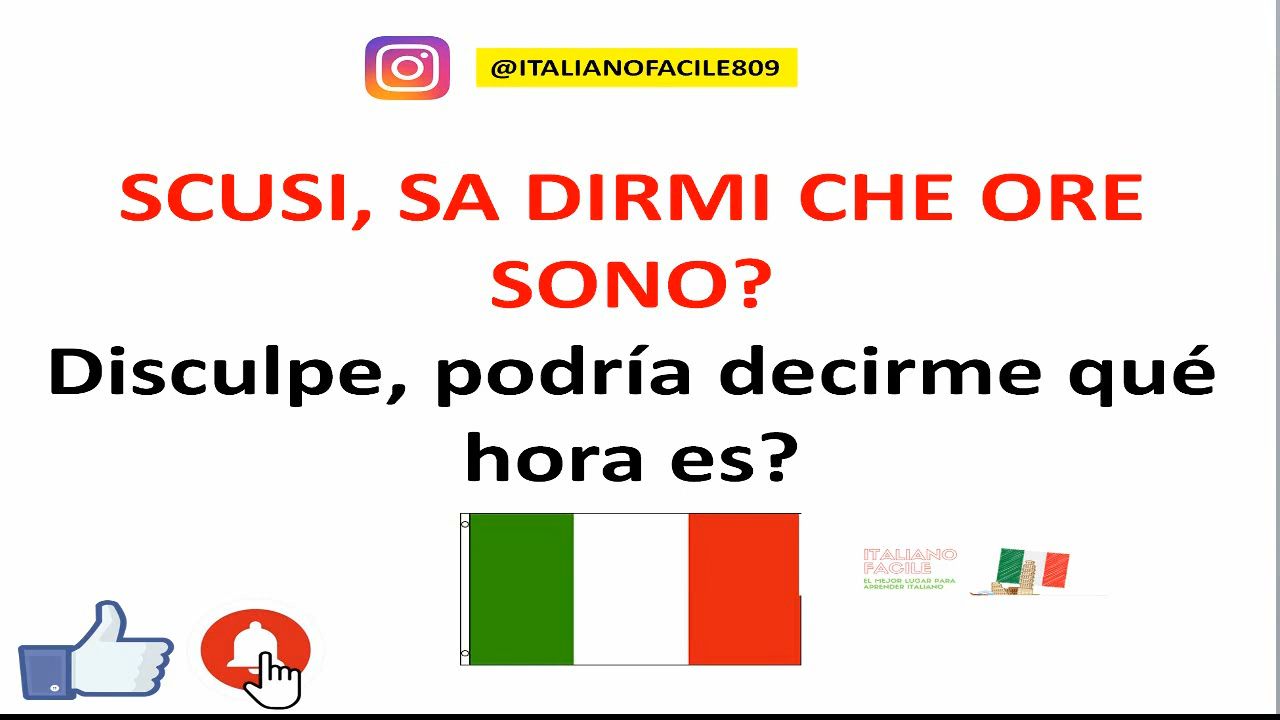 @ITALIANOFACILE809
SCUSI, SA DIRMI CHE ORE
SONO?
Disculpe, podría decirme qué
hora es?
ITALIANO
FACILE
EL MEJOR LUGAR PARA
APRENDER ITALIANO